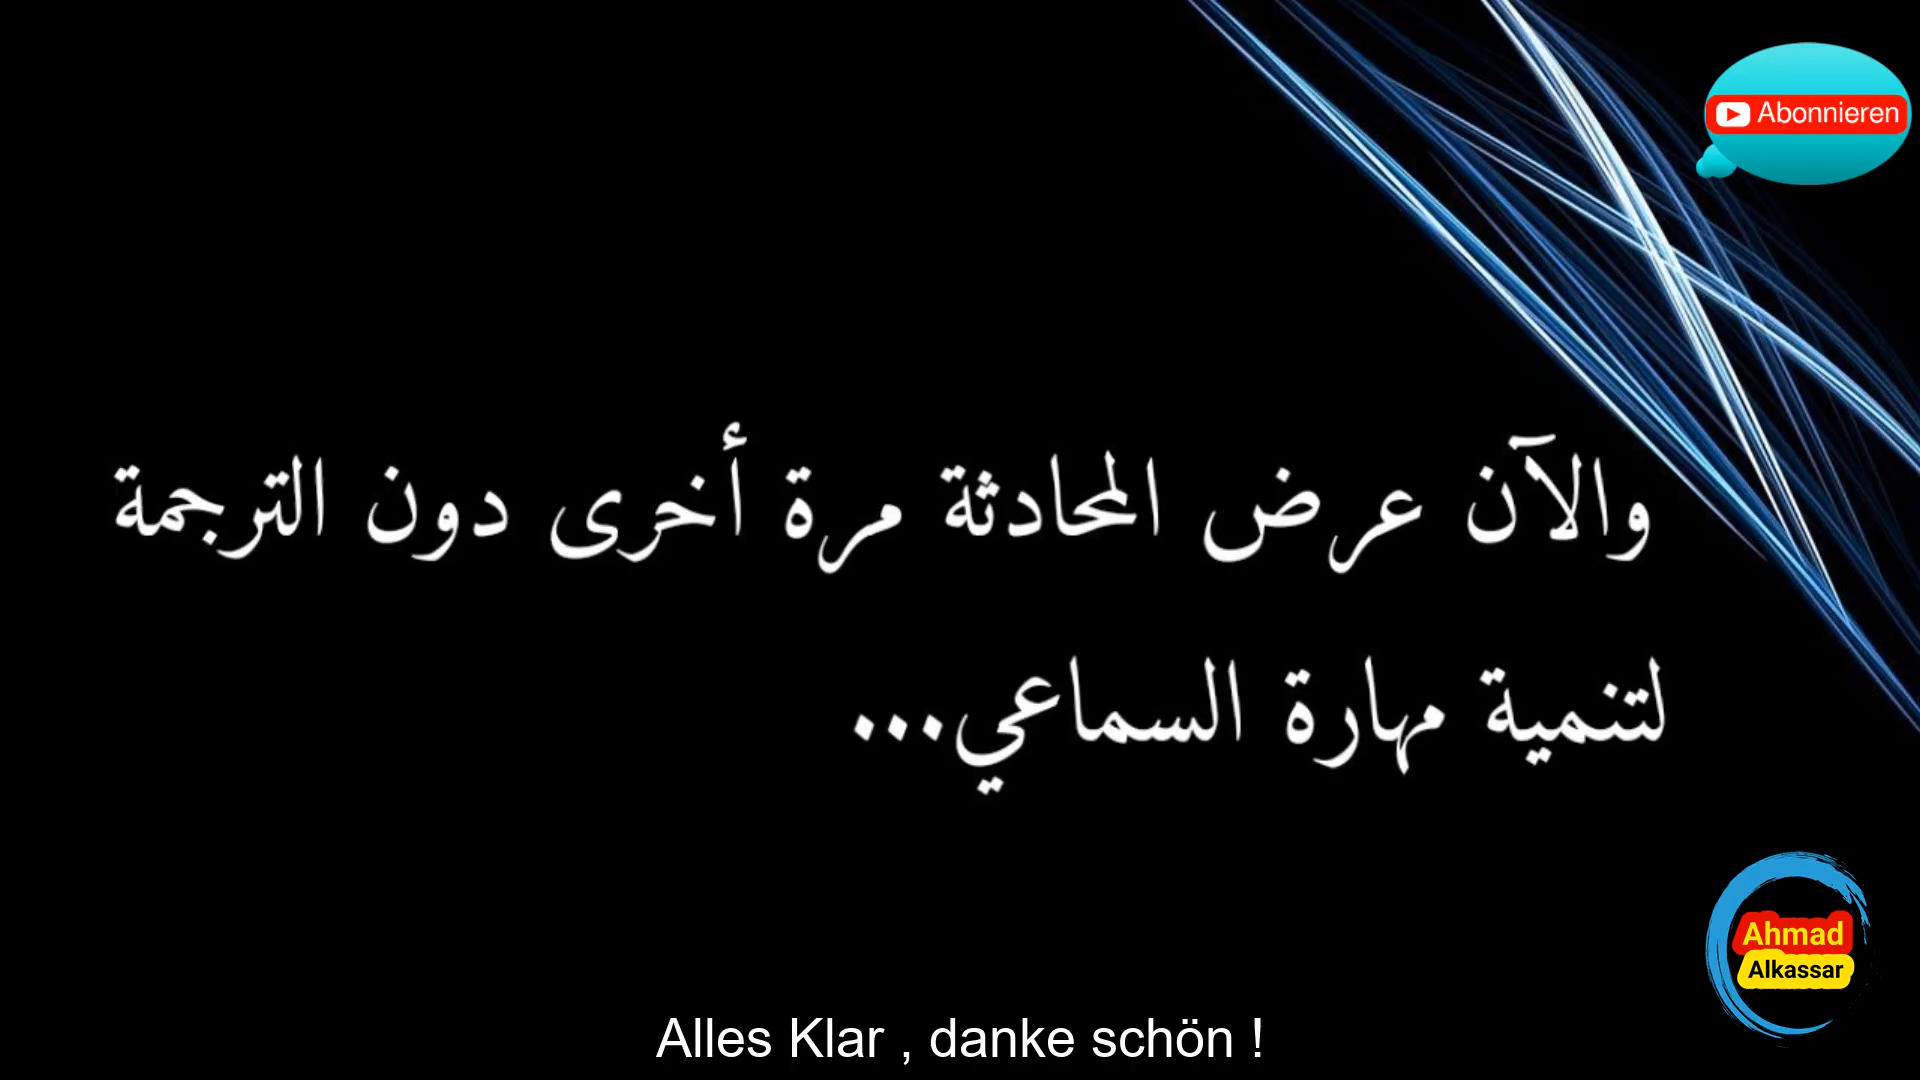 Abonnieren
والآن عرض المحادثة مرة أخرى دون الترجمة
لتنمية مهارة السماعي...
Ahmad
Alkassar
Alles Klar , danke schön !